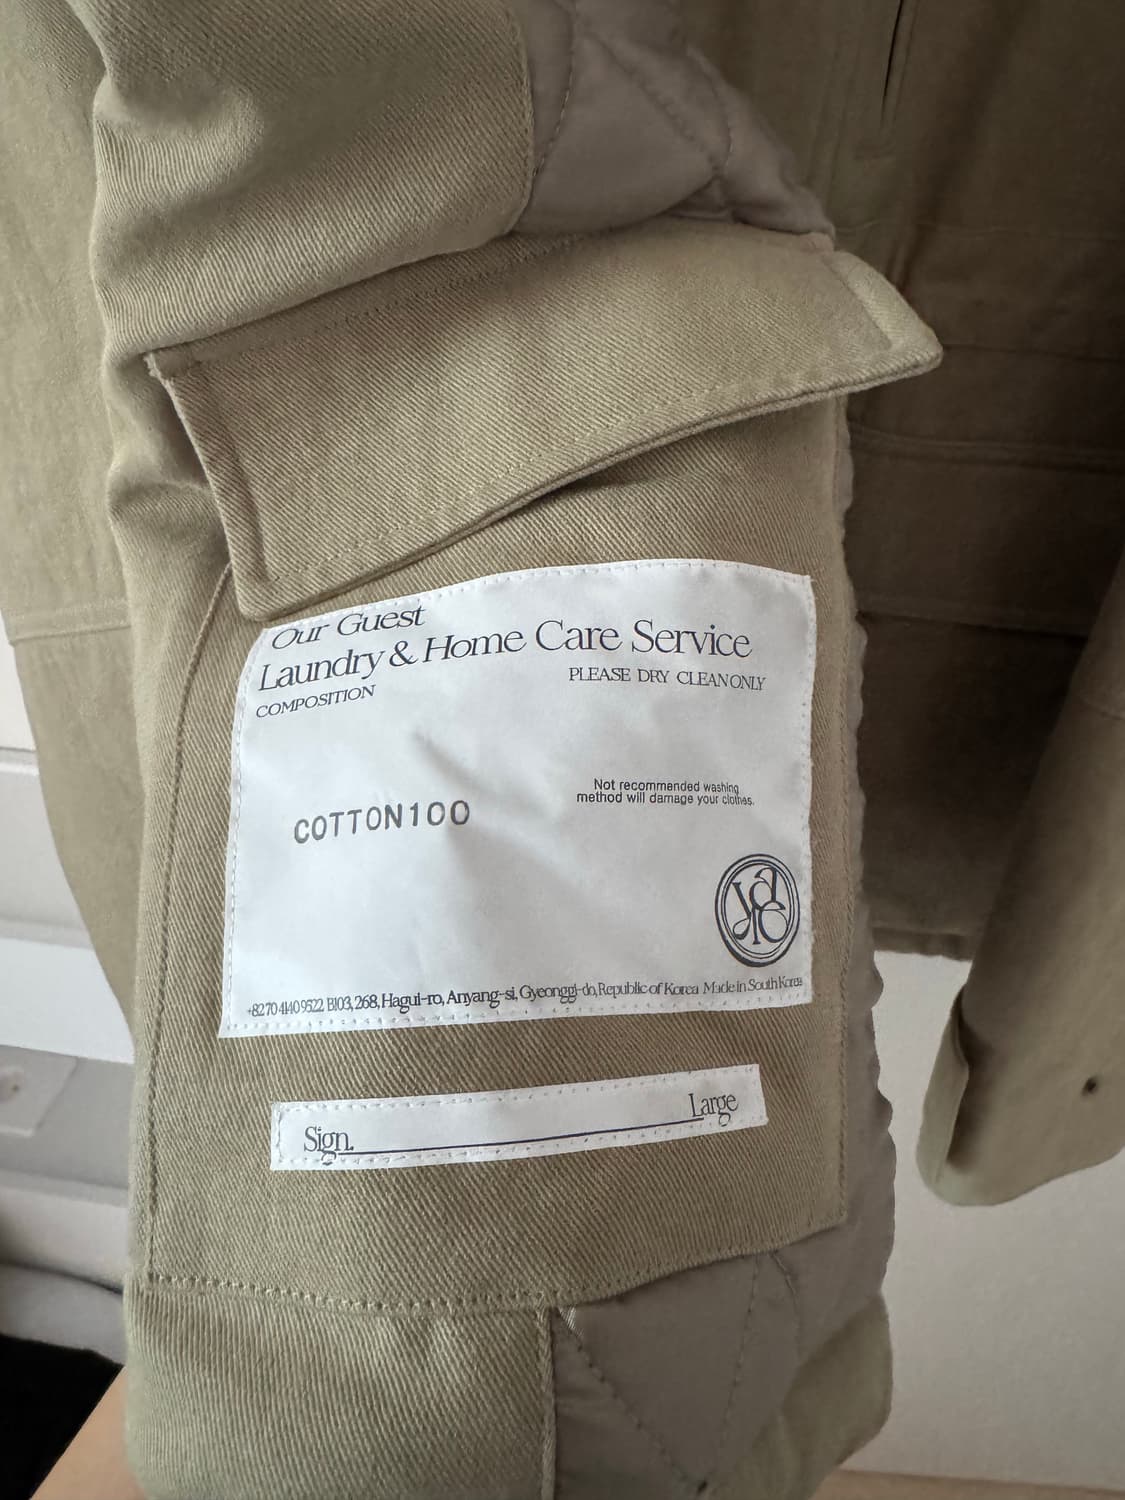 Our Guest
Laundry & Home Care Service
COMPOSITION
PLEASE DRY CLEAN ONLY
COTTON100
Not recommended washing
method will damage your clothes.
+82 70 4140 9522 B103, 268, Hagui-ro, Anyang-si, Gyeonggi-do, Republic of Korea Made in South Korea
Sign. Large